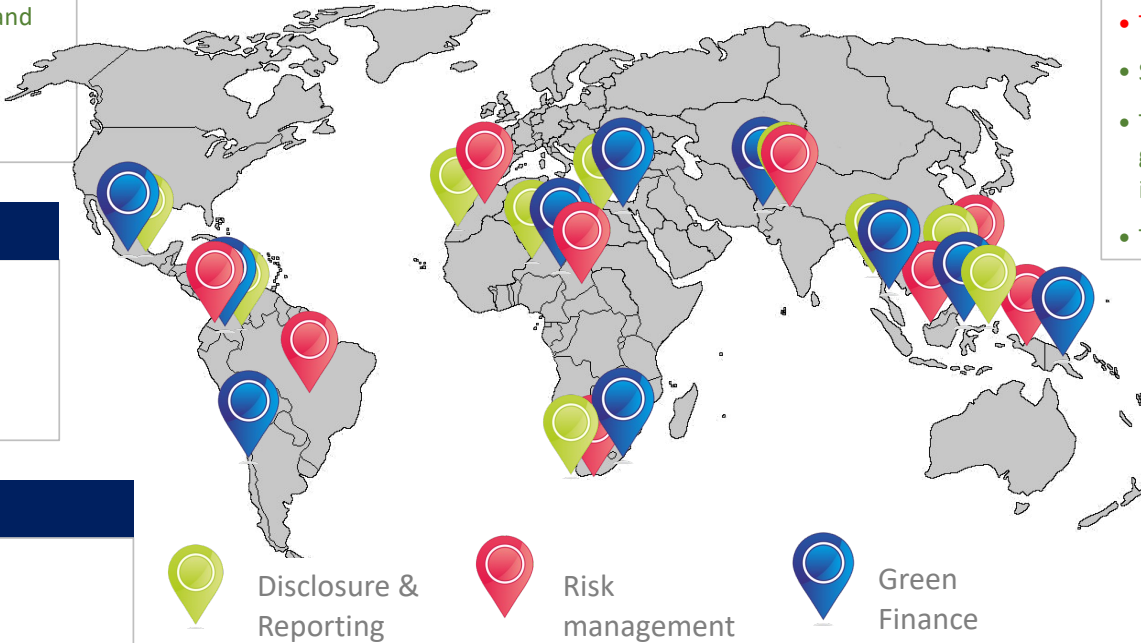 and
Disclosure &
Reporting
Risk
management
Green
Finance